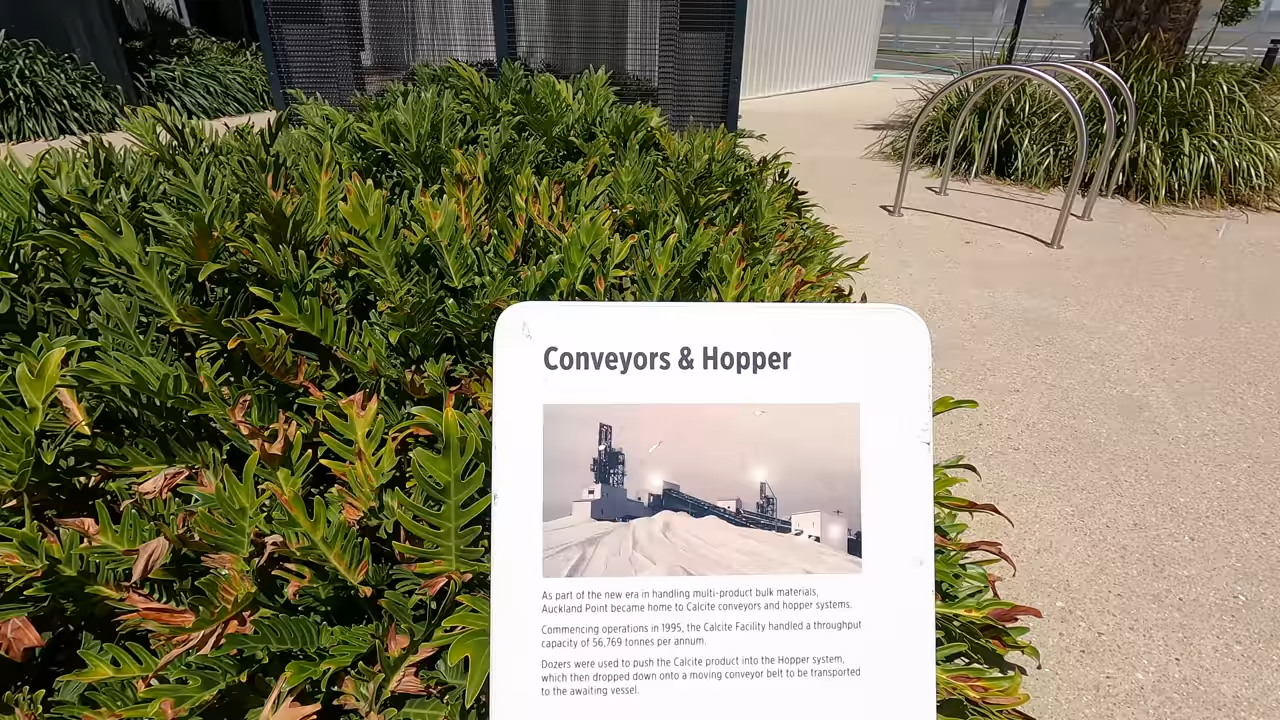 Conveyors & Hopper
As part of the new era in handling multi-product bulk materials,
Auckland Point became home to Calcite conveyors and hopper systems.
Commencing operations in 1995, the Calcite Facility handled a throughput
capacity of 56,769 tonnes per annum.
Dozers were used to push the Calcite product into the Hopper system,
which then dropped down onto a moving conveyor belt to be transported
to the awaiting vessel.